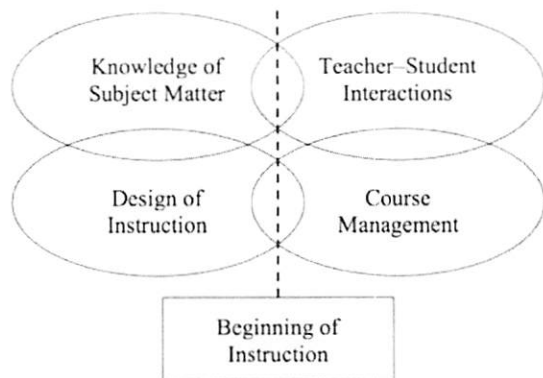 Knowledge of
Subject Matter
Teacher–Student
Interactions
Design of
Instruction
Course
Management
Beginning of
Instruction